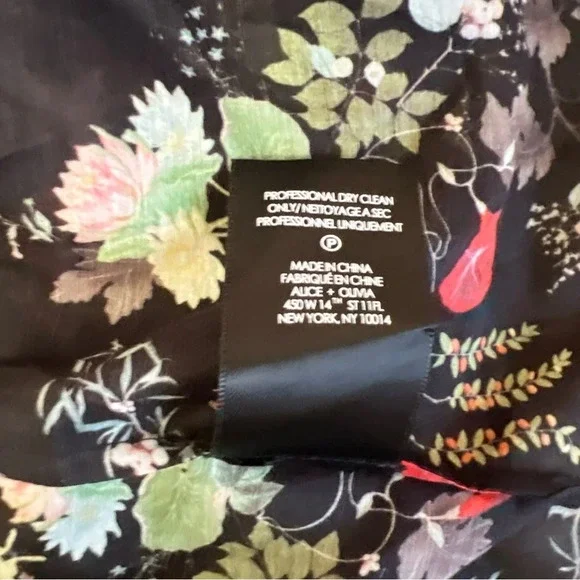 PROFESSIONAL DRY CLEAN
ONLY/NETTOYAGE A SEC
PROFESSIONNEL UNIQUEMENT
P
MADE IN CHINA
FABRIQUÉ EN CHINE
ALICE + OLIVIA
450 W 14™ ST 11FL
NEW YORK, NY 10014